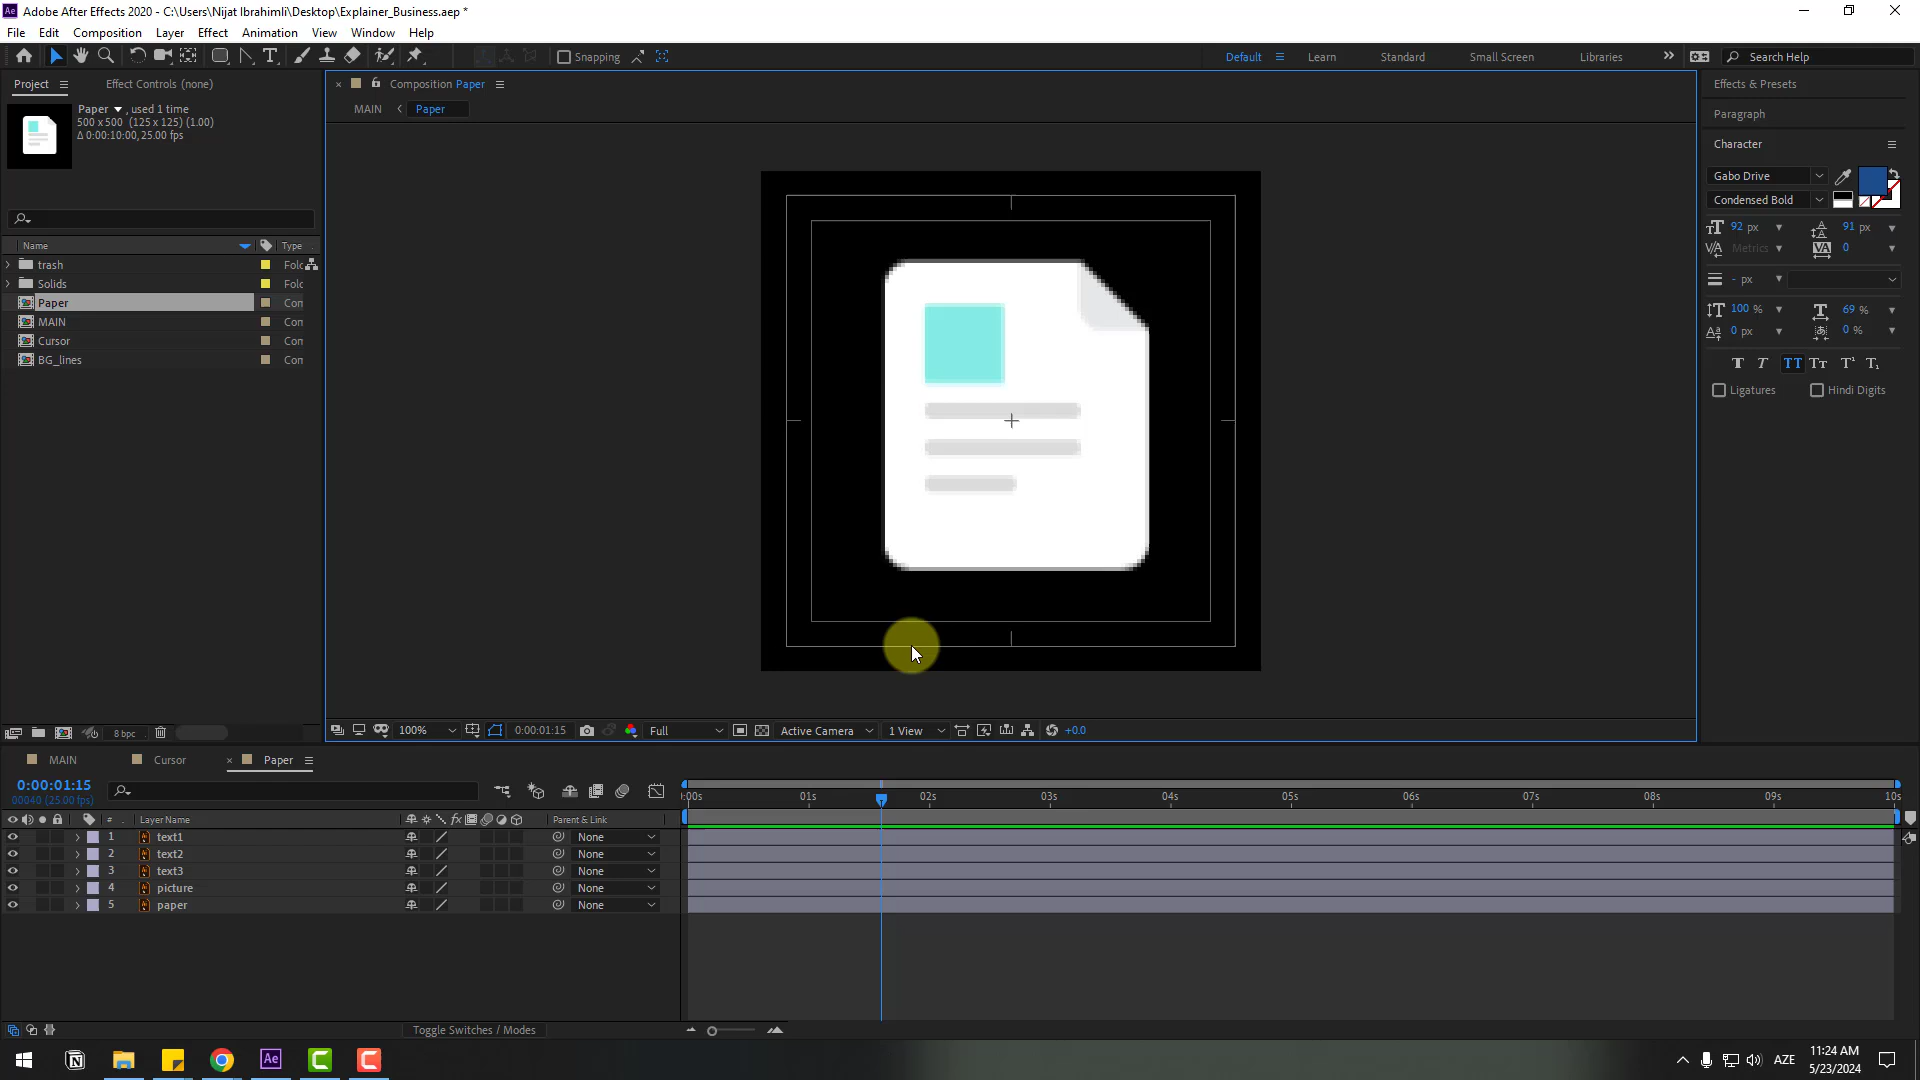 Adobe After Effects 2020 - C:\Users\Nijat Ibrahimli\Desktop\Explainer_Business.aep *
File Edit Composition Layer Effect Animation View Window Help
Snapping
Default Learn Standard Small Screen Libraries
Search Help
Project Effect Controls (none)
Composition Paper
Effects & Presets
Paper , used 1 time
500 x 500 (125 x 125) (1.00)
Δ 0:00:10:00, 25.00 fps
MAIN Paper
Paragraph
Character
Gabo Drive
Condensed Bold
92 px
91 px
Metrics
0
- px
100 %
69 %
0 px
0 %
Ligatures
Hindi Digits
Name Type
trash Folc
Solids Folc
Paper Con
MAIN Con
Cursor Con
BG_lines Con
8 bpc
100% 0:00:01:15 Full Active Camera 1 View +0.0
MAIN Cursor Paper
0:00:01:15
00040 (25.00 fps)
:00s 01s 02s 03s 04s 05s 06s 07s 08s 09s 10s
# Layer Name Parent & Link
1 text1 None
2 text2 None
3 text3 None
4 picture None
5 paper None
Toggle Switches / Modes
AZE
11:24 AM
5/23/2024